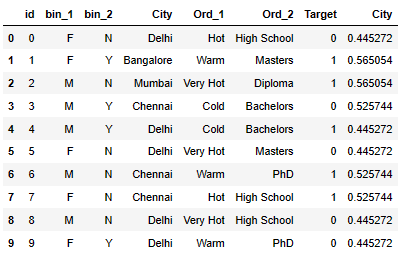 id bin_1 bin_2 City Ord_1 Ord_2 Target City
0 0 F N Delhi Hot High School 0 0.445272
1 1 F Y Bangalore Warm Masters 1 0.565054
2 2 M N Mumbai Very Hot Diploma 1 0.565054
3 3 M Y Chennai Cold Bachelors 0 0.525744
4 4 M Y Delhi Cold Bachelors 1 0.445272
5 5 F N Delhi Very Hot Masters 0 0.445272
6 6 M N Chennai Warm PhD 1 0.525744
7 7 F N Chennai Hot High School 1 0.525744
8 8 M N Delhi Very Hot High School 0 0.445272
9 9 F Y Delhi Warm PhD 0 0.445272